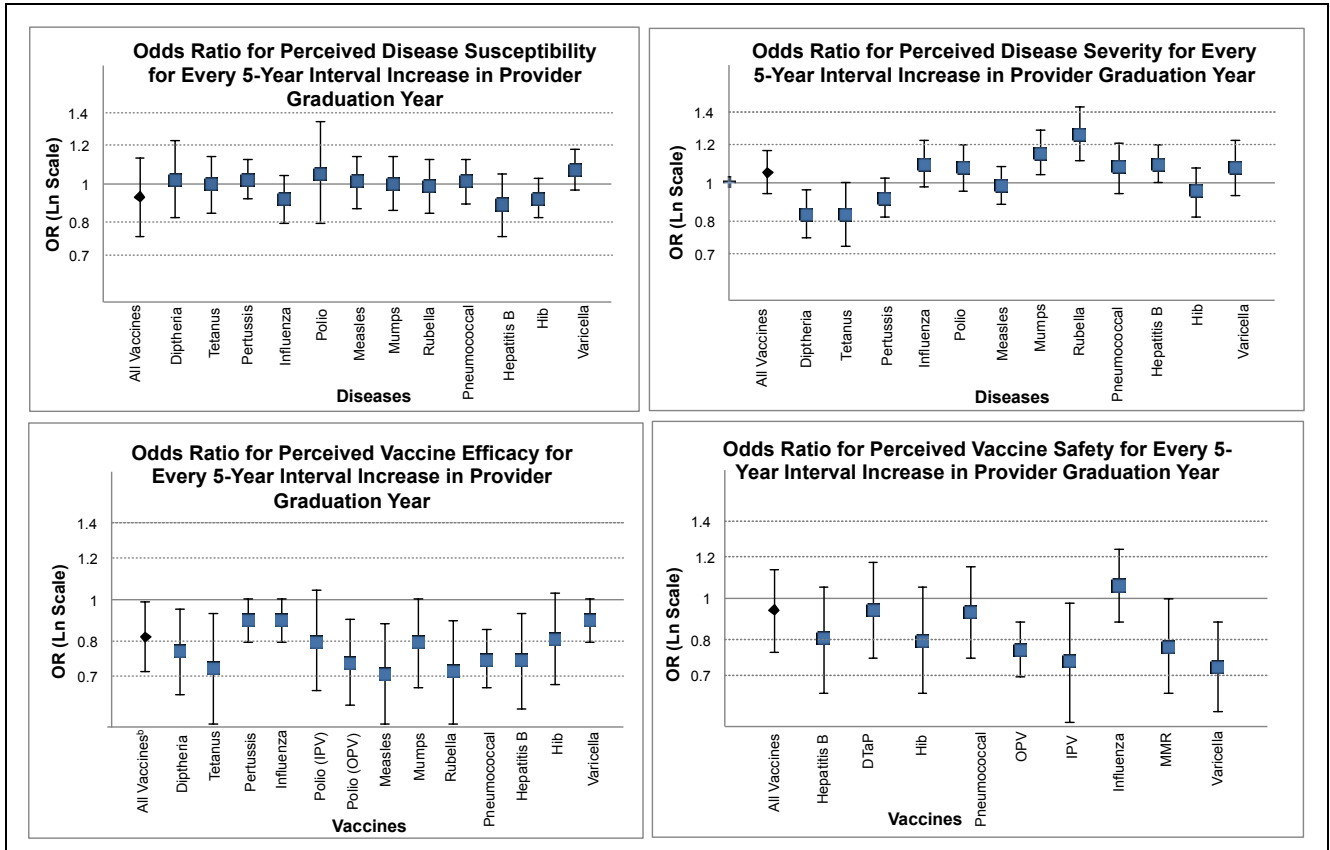 Odds Ratio for Perceived Disease Susceptibility
for Every 5-Year Interval Increase in Provider
Graduation Year
OR (Ln Scale)
1.4
1.2
1
0.8
0.7
All Vaccines
Diptheria
Tetanus
Pertussis
Influenza
Polio
Measles
Mumps
Rubella
Pneumococcal
Hepatitis B
Hib
Varicella
Diseases
Odds Ratio for Perceived Disease Severity for Every
5-Year Interval Increase in Provider Graduation Year
OR (Ln Scale)
1.4
1.2
1
0.8
0.7
All Vaccines
Diptheria
Tetanus
Pertussis
Influenza
Polio
Measles
Mumps
Rubella
Pneumococcal
Hepatitis B
Hib
Varicella
Diseases
Odds Ratio for Perceived Vaccine Efficacy for
Every 5-Year Interval Increase in Provider
Graduation Year
OR (Ln Scale)
1.4
1.2
1
0.8
0.7
All Vaccinesᵇ
Diptheria
Tetanus
Pertussis
Influenza
Polio (IPV)
Polio (OPV)
Measles
Mumps
Rubella
Pneumococcal
Hepatitis B
Hib
Varicella
Vaccines
Odds Ratio for Perceived Vaccine Safety for Every 5-
Year Interval Increase in Provider Graduation Year
OR (Ln Scale)
1.4
1.2
1
0.8
0.7
All Vaccines
Hepatitis B
DTaP
Hib
Pneumococcal
OPV
IPV
Influenza
MMR
Varicella
Vaccines